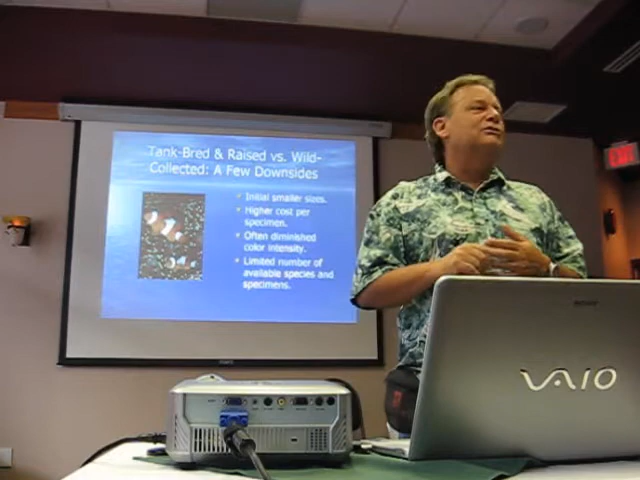 Tank-Bred & Raised vs. Wild-
Collected: A Few Downsides
Initial smaller sizes.
Higher cost per
specimen.
Often diminished
color intensity.
Limited number of
available species and
specimens.
EXIT
SONY
VAIO